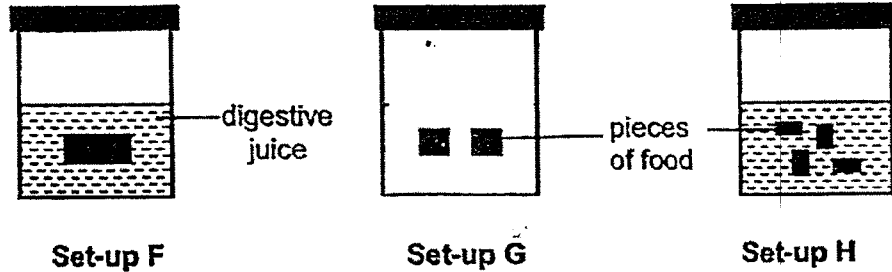 digestive
juice
pieces
of food
Set-up F
Set-up G
Set-up H